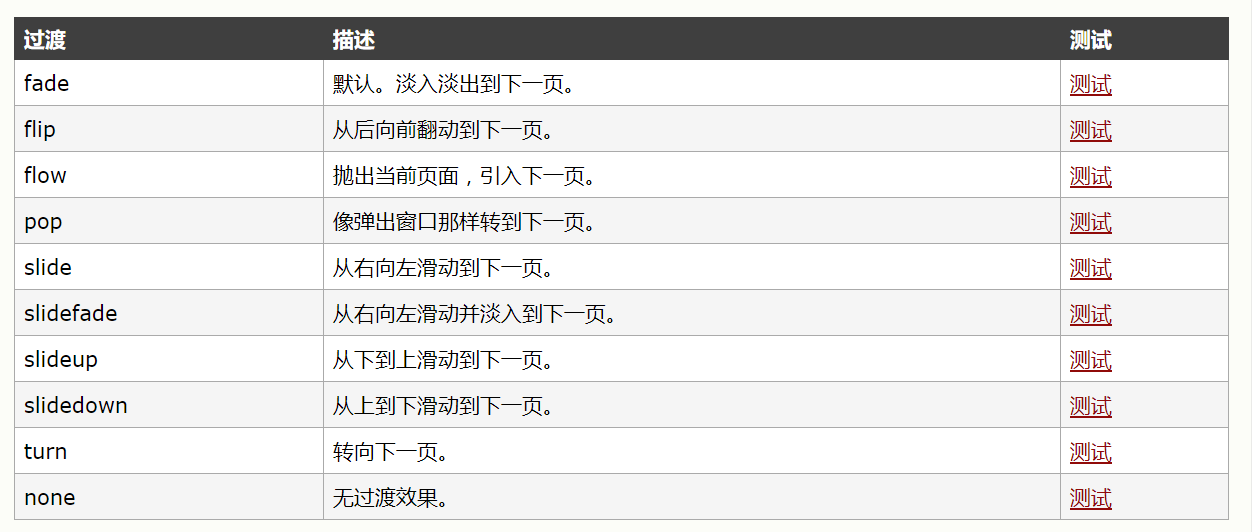 过渡 描述 测试
fade 默认。淡入淡出到下一页。 测试
flip 从后向前翻动到下一页。 测试
flow 抛出当前页面，引入下一页。 测试
pop 像弹出窗口那样转到下一页。 测试
slide 从右向左滑动到下一页。 测试
slidefade 从右向左滑动并淡入到下一页。 测试
slideup 从下到上滑动到下一页。 测试
slidedown 从上到下滑动到下一页。 测试
turn 转向下一页。 测试
none 无过渡效果。 测试